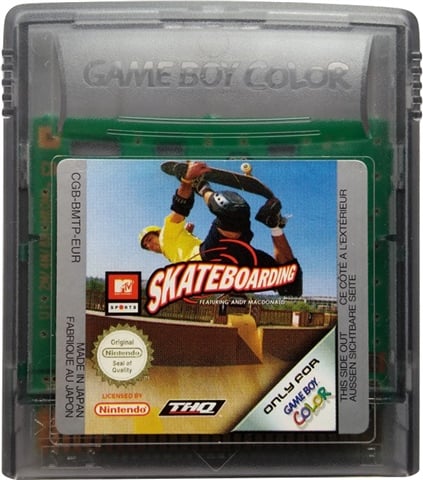 GAME BOY COLOR
CGB-BMTP-EUR
MTV
SPORTS
SKATEBOARDING
FEATURING ANDY MACDONALD
Original
Nintendo
Seal of
Quality
LICENSED BY
Nintendo
THQ
ONLY FOR
GAME BOY
COLOR
MADE IN JAPAN
FABRIQUE AU JAPON
THIS SIDE OUT
CE CÔTÉ A L'EXTÉRIEUR
AUSSEN SICHTBARE SEITE